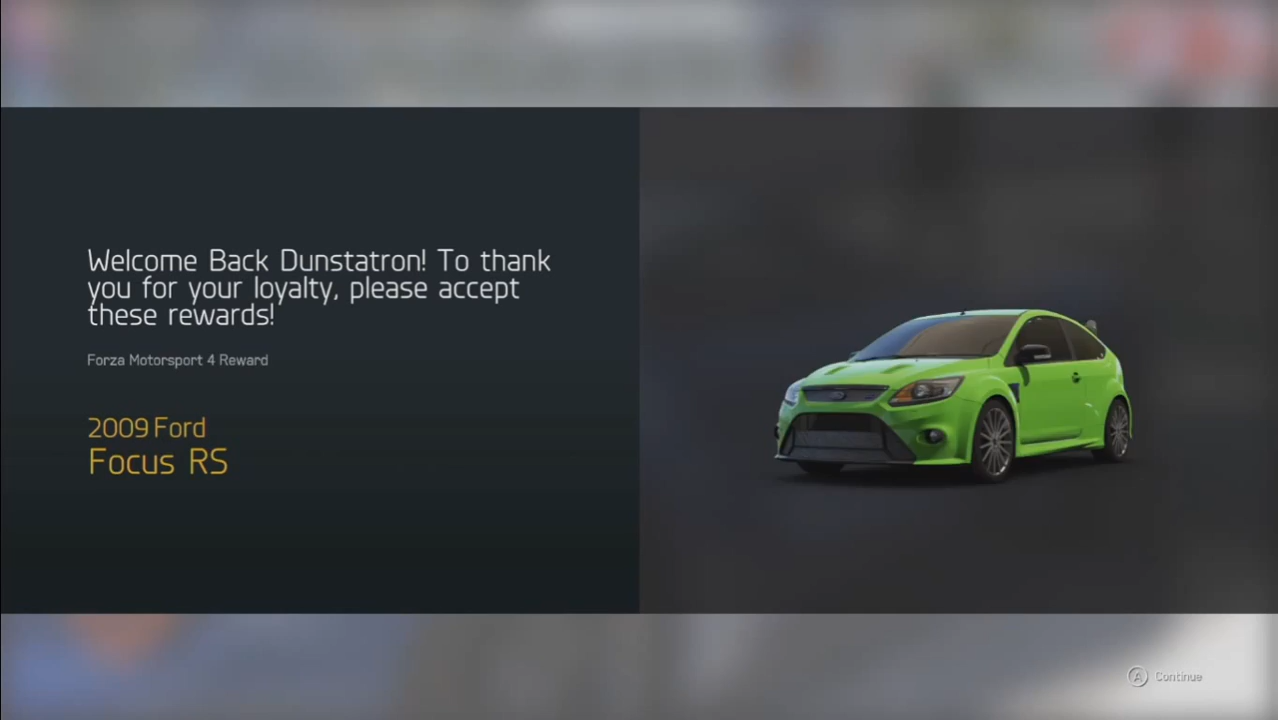 Welcome Back Dunstatron! To thank
you for your loyalty, please accept
these rewards!
Forza Motorsport 4 Reward
2009 Ford
Focus RS
A Continue